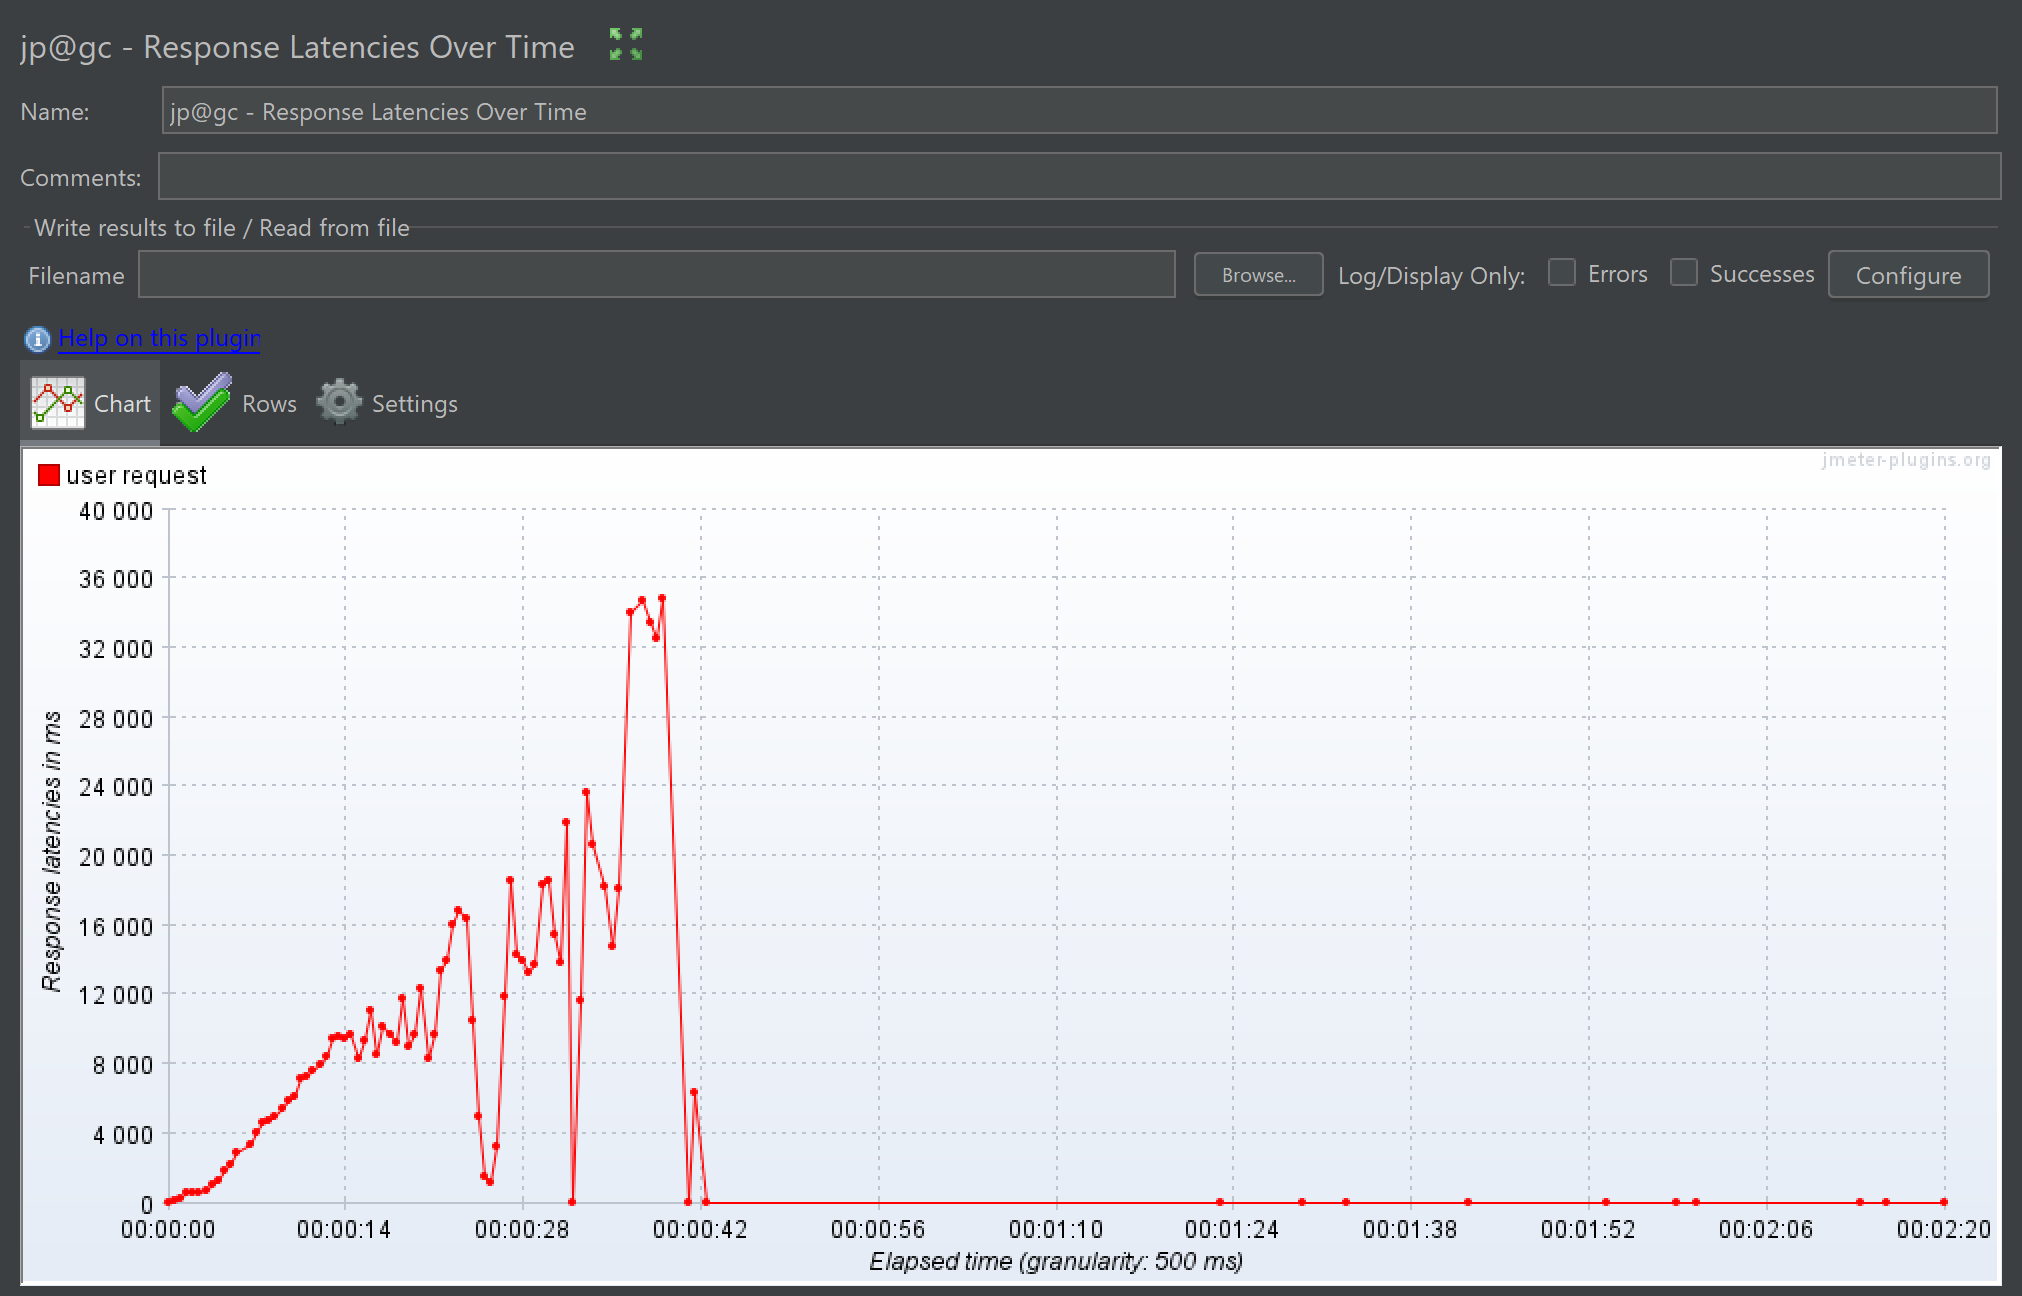 jp@gc - Response Latencies Over Time
Name: jp@gc - Response Latencies Over Time
Comments:
Write results to file / Read from file
Filename Browse... Log/Display Only: Errors Successes Configure
Help on this plugin
Chart Rows Settings
jmeter-plugins.org
user request
40 000
36 000
32 000
28 000
24 000
20 000
16 000
12 000
8 000
4 000
0
Response latencies in ms
00:00:00 00:00:14 00:00:28 00:00:42 00:00:56 00:01:10 00:01:24 00:01:38 00:01:52 00:02:06 00:02:20
Elapsed time (granularity: 500 ms)